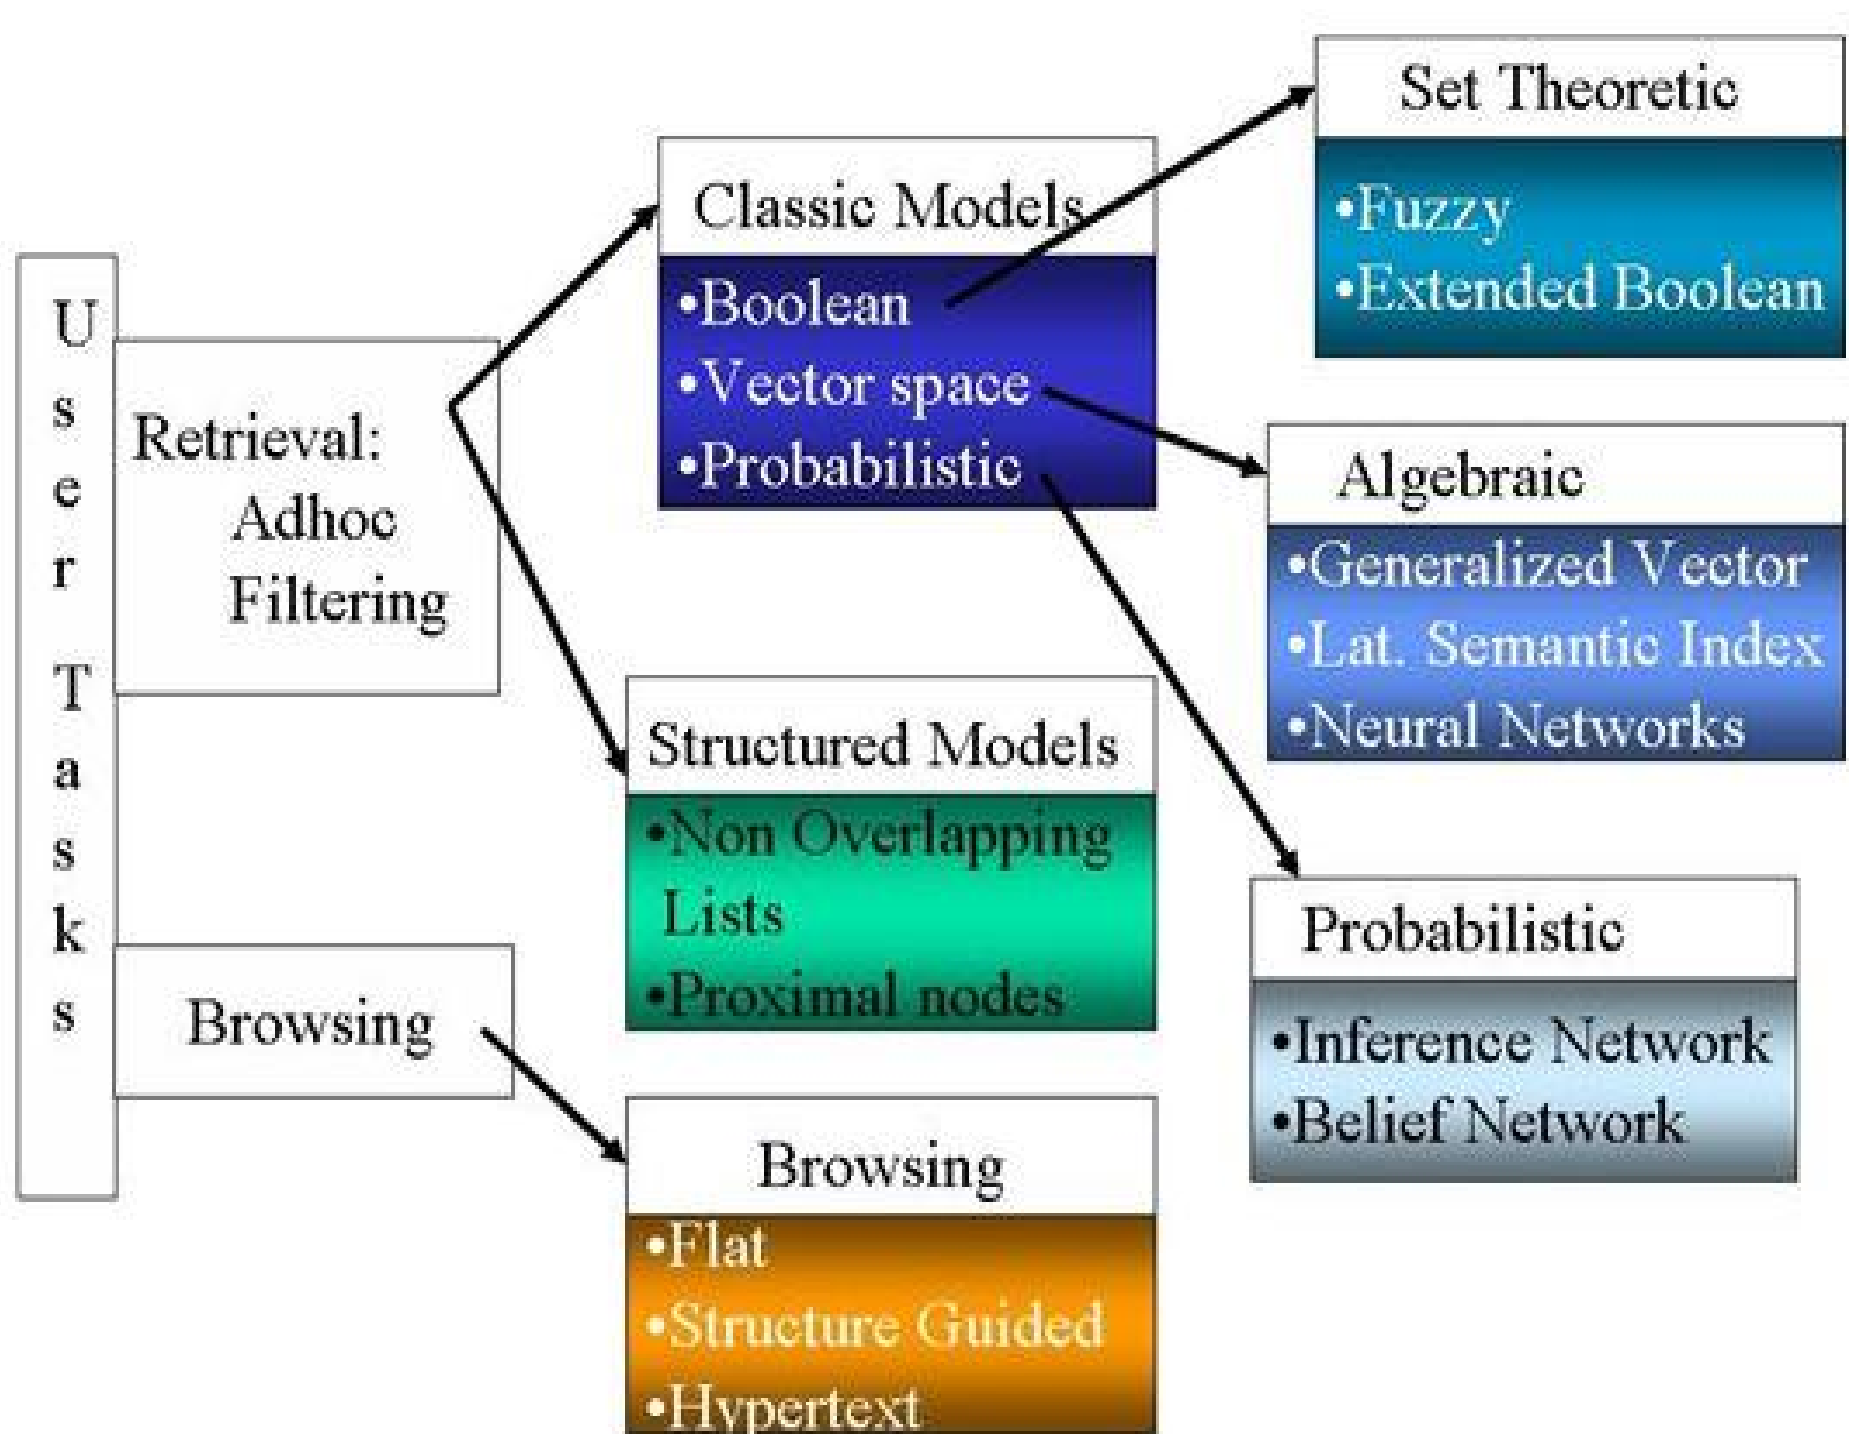 User Tasks
Retrieval:
Adhoc
Filtering
Browsing
Classic Models
•Boolean
•Vector space
•Probabilistic
Structured Models
•Non Overlapping
Lists
•Proximal nodes
Browsing
•Flat
•Structure Guided
•Hypertext
Set Theoretic
•Fuzzy
•Extended Boolean
Algebraic
•Generalized Vector
•Lat. Semantic Index
•Neural Networks
Probabilistic
•Inference Network
•Belief Network